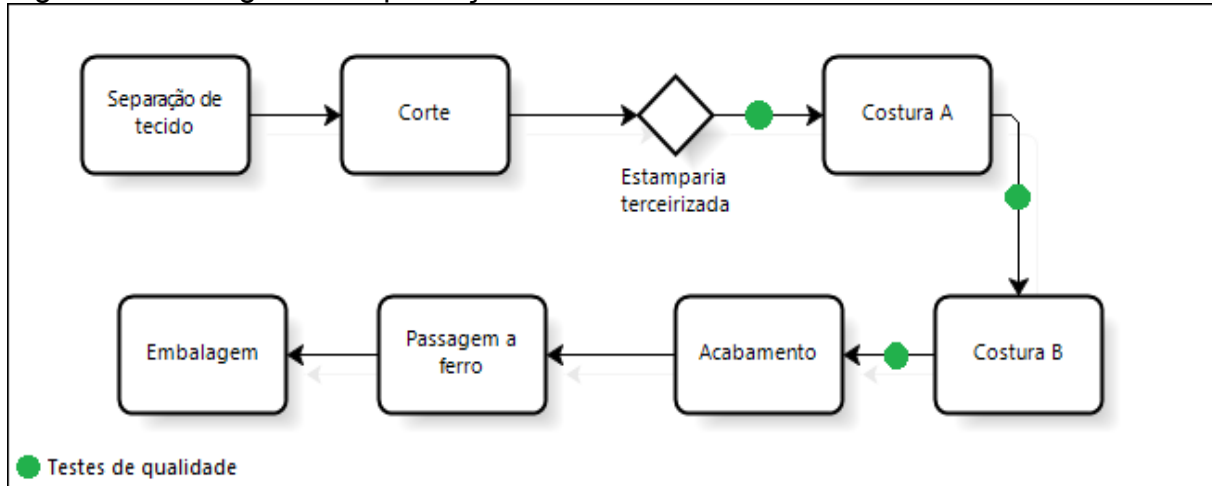 Separação de
tecido
Corte
Estamparia
terceirizada
Costura A
Costura B
Acabamento
Passagem a
ferro
Embalagem
Testes de qualidade